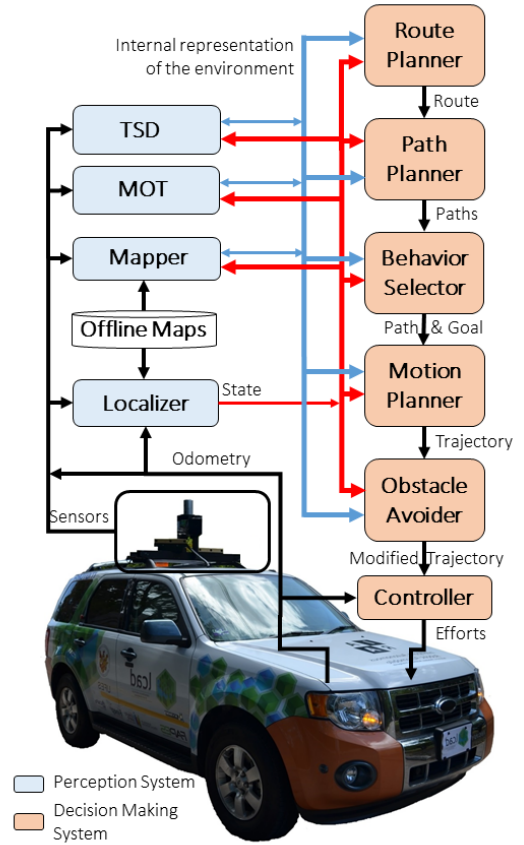 Internal representation
of the environment
Route
Planner
Route
TSD
Path
Planner
MOT
Paths
Mapper
Behavior
Selector
Offline Maps
Path & Goal
State
Localizer
Motion
Planner
Odometry
Trajectory
Sensors
Obstacle
Avoider
Modified Trajectory
Controller
Efforts
lcad
Perception System
Decision Making
System